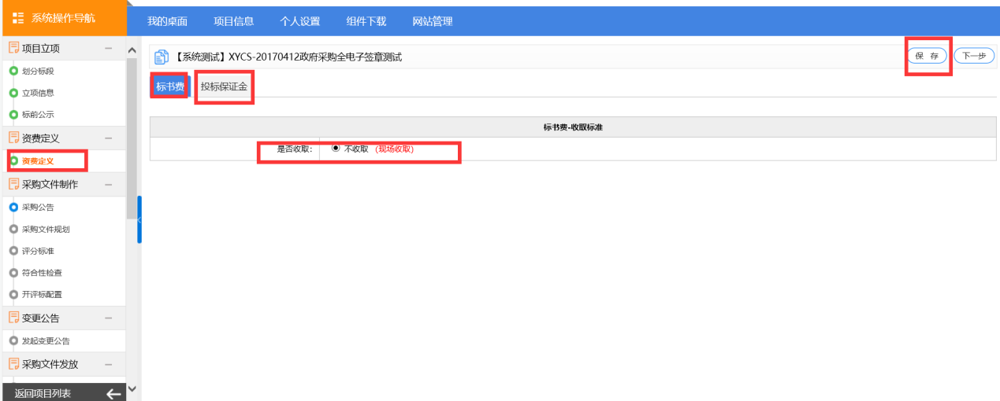 系统操作导航
我的桌面 项目信息 个人设置 组件下载 网站管理
项目立项
划分标段
立项信息
标前公示
资费定义
资费定义
采购文件制作
采购公告
采购文件规划
评分标准
符合性检查
开评标配置
变更公告
发起变更公告
采购文件发放
返回项目列表
【系统测试】XYCS-20170412政府采购全电子签章测试
保 存 下一步
标书费 投标保证金
标书费-收取标准
是否收取: 不收取 (现场收取)